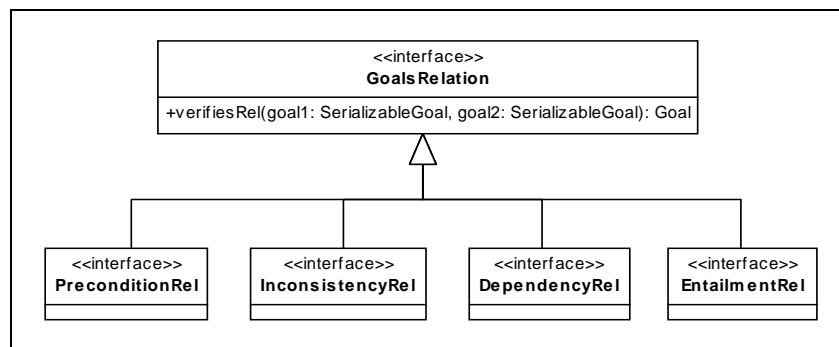 <<interface>>
GoalsRelation
+verifiesRel(goal1: SerializableGoal, goal2: SerializableGoal): Goal
<<interface>>
PreconditionRel
<<interface>>
InconsistencyRel
<<interface>>
DependencyRel
<<interface>>
EntailmentRel